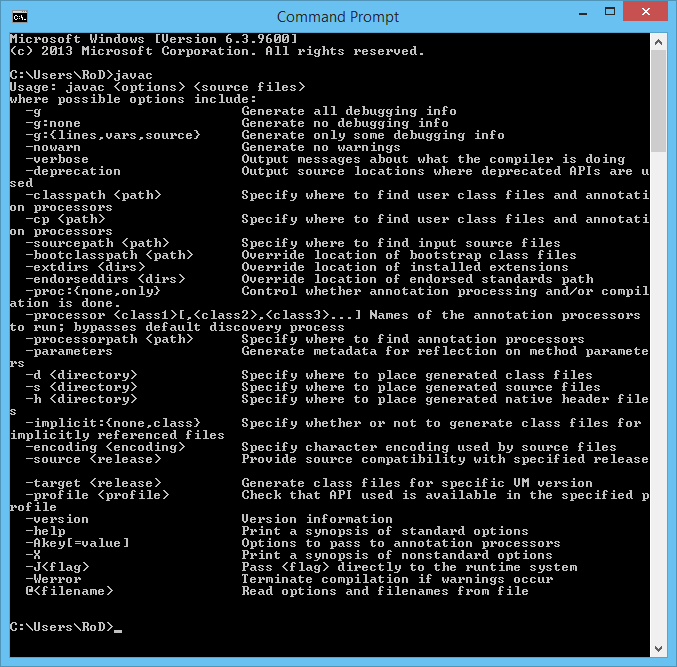 Command Prompt
Microsoft Windows [Version 6.3.9600]
(c) 2013 Microsoft Corporation. All rights reserved.
C:\Users\RoD>javac
Usage: javac <options> <source files>
where possible options include:
  -g                         Generate all debugging info
  -g:none                    Generate no debugging info
  -g:{lines,vars,source}     Generate only some debugging info
  -nowarn                    Generate no warnings
  -verbose                   Output messages about what the compiler is doing
  -deprecation               Output source locations where deprecated APIs are u
sed
  -classpath <path>          Specify where to find user class files and annotati
on processors
  -cp <path>                 Specify where to find user class files and annotati
on processors
  -sourcepath <path>         Specify where to find input source files
  -bootclasspath <path>      Override location of bootstrap class files
  -extdirs <dirs>            Override location of installed extensions
  -endorseddirs <dirs>       Override location of endorsed standards path
  -proc:{none,only}          Control whether annotation processing and/or compil
ation is done.
  -processor <class1>[,<class2>,<class3>...] Names of the annotation processors
to run; bypasses default discovery process
  -processorpath <path>      Specify where to find annotation processors
  -parameters                Generate metadata for reflection on method paramete
rs
  -d <directory>             Specify where to place generated class files
  -s <directory>             Specify where to place generated source files
  -h <directory>             Specify where to place generated native header file
s
  -implicit:{none,class}     Specify whether or not to generate class files for
implicitly referenced files
  -encoding <encoding>       Specify character encoding used by source files
  -source <release>          Provide source compatibility with specified release
  -target <release>          Generate class files for specific VM version
  -profile <profile>         Check that API used is available in the specified p
rofile
  -version                   Version information
  -help                      Print a synopsis of standard options
  -Akey[=value]              Options to pass to annotation processors
  -X                         Print a synopsis of nonstandard options
  -J<flag>                   Pass <flag> directly to the runtime system
  -Werror                    Terminate compilation if warnings occur
  @<filename>                Read options and filenames from file
C:\Users\RoD>_